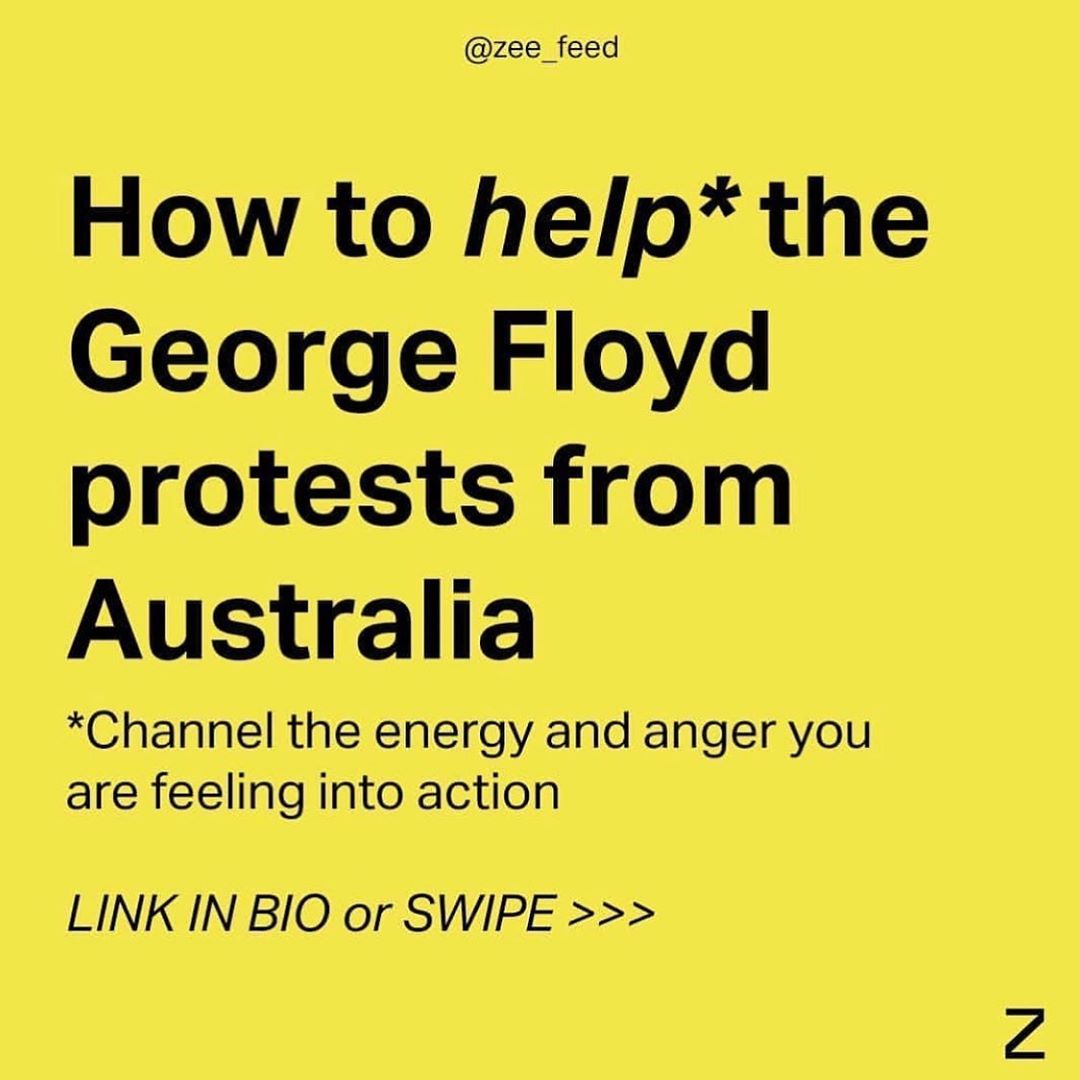 @zee_feed
How to help* the
George Floyd
protests from
Australia
*Channel the energy and anger you
are feeling into action
LINK IN BIO or SWIPE >>>
Z